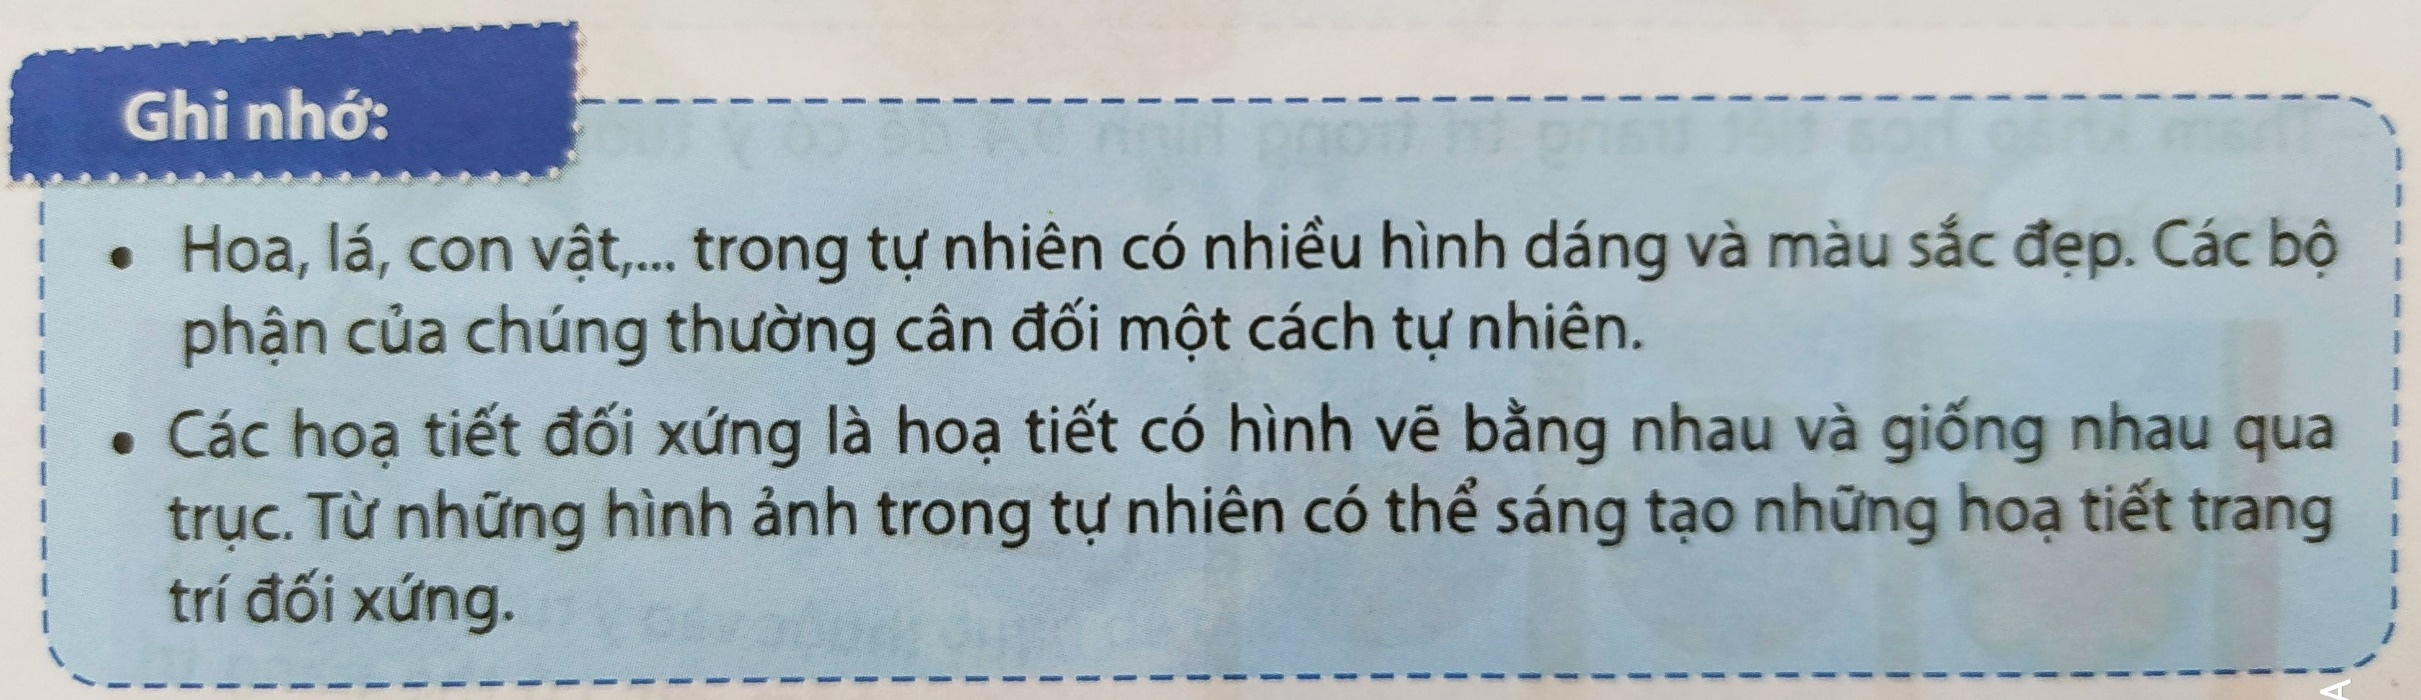 Ghi nhớ:
• Hoa, lá, con vật,... trong tự nhiên có nhiều hình dáng và màu sắc đẹp. Các bộ
phận của chúng thường cân đối một cách tự nhiên.
• Các hoạ tiết đối xứng là hoạ tiết có hình vẽ bằng nhau và giống nhau qua
trục. Từ những hình ảnh trong tự nhiên có thể sáng tạo những hoạ tiết trang
trí đối xứng.
A